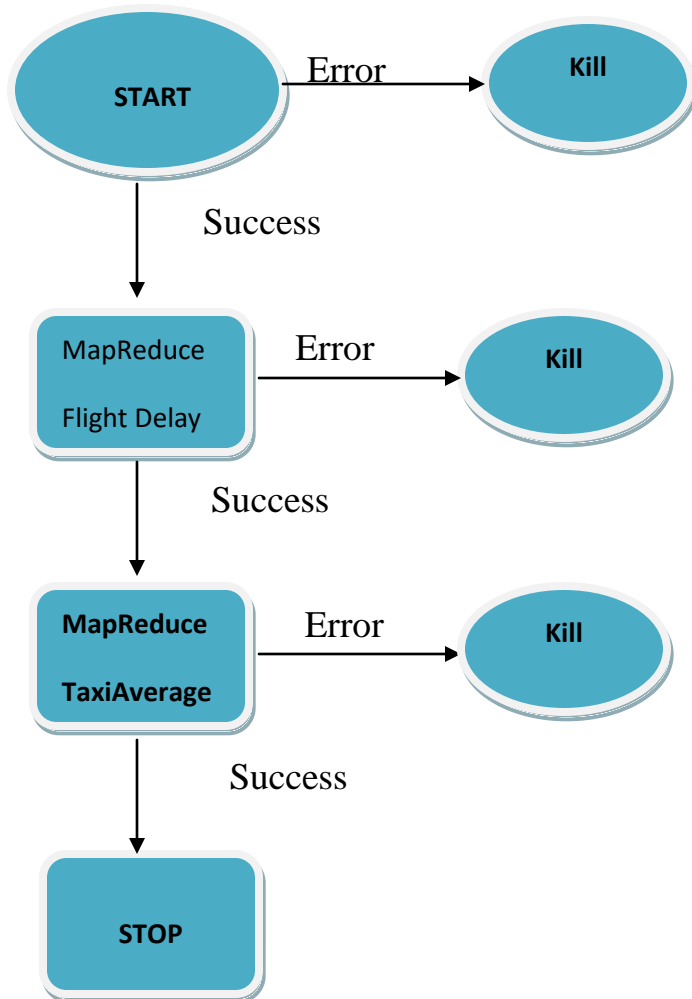 START
Error
Kill
Success
MapReduce
Flight Delay
Error
Kill
Success
MapReduce
TaxiAverage
Error
Kill
Success
STOP